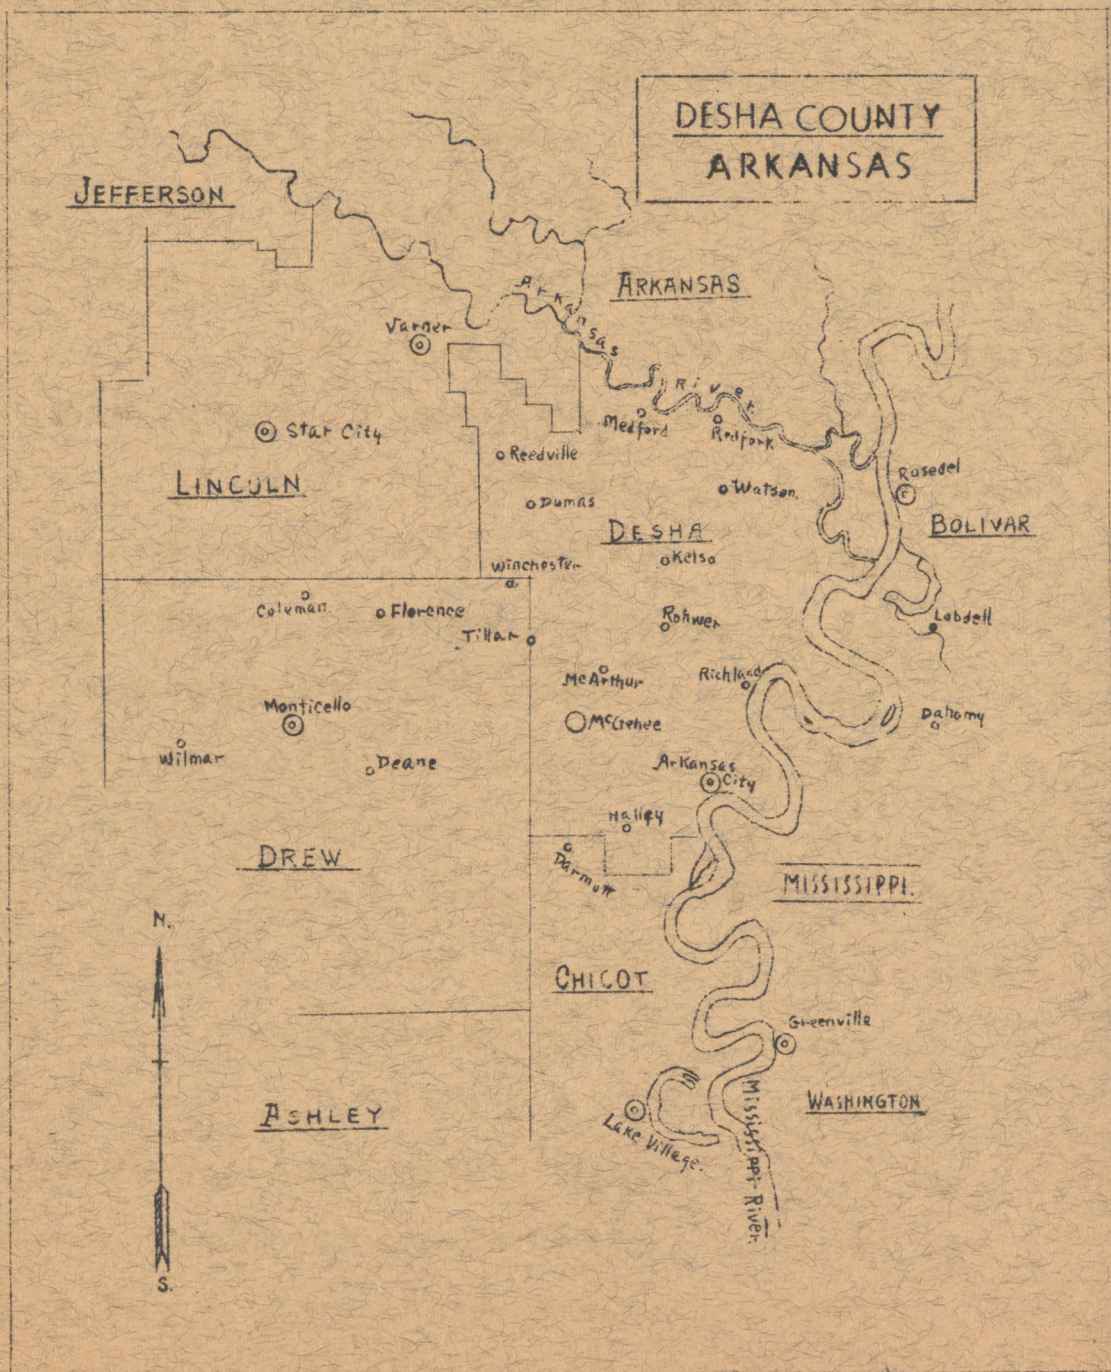 DESHA COUNTY
ARKANSAS
JEFFERSON
ARKANSAS
Arkansas
River
Varner
Medford
Redfork
Star City
Reedville
Rosedel
LINCOLN
Watson.
Dumas
BOLIVAR
DESHA
Kelso
Winchester
Coleman
Florence
Rohwer
Lobdell
Tillar
McArthur
Richland
Monticello
McGehee
Dahomy
Wilmar
Deane
Arkansas
City
Halley
DREW
Darmott
MISSISSIPPI.
N.
CHICOT
Greenville
ASHLEY
WASHINGTON
Lake Village.
Mississippi River.
S.